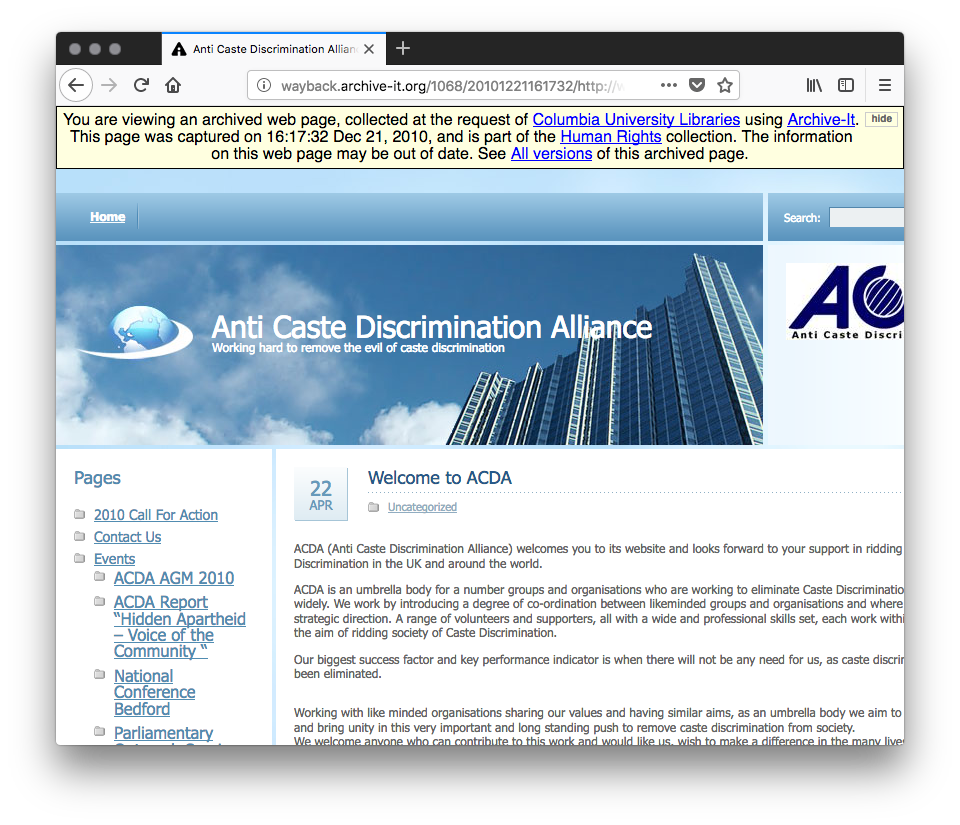 Anti Caste Discrimination Allian
wayback.archive-it.org/1068/20101221161732/http://w
You are viewing an archived web page, collected at the request of Columbia University Libraries using Archive-It. hide
This page was captured on 16:17:32 Dec 21, 2010, and is part of the Human Rights collection. The information
on this web page may be out of date. See All versions of this archived page.
Home
Search:
Anti Caste Discrimination Alliance
Working hard to remove the evil of caste discrimination
AC
Anti Caste Discri
Pages
2010 Call For Action
Contact Us
Events
ACDA AGM 2010
ACDA Report
“Hidden Apartheid
– Voice of the
Community “
National
Conference
Bedford
Parliamentary
22
APR
Welcome to ACDA
Uncategorized
ACDA (Anti Caste Discrimination Alliance) welcomes you to its website and looks forward to your support in ridding
Discrimination in the UK and around the world.
ACDA is an umbrella body for a number groups and organisations who are working to eliminate Caste Discriminatio
widely. We work by introducing a degree of co-ordination between likeminded groups and organisations and where
strategic direction. A range of volunteers and supporters, all with a wide and professional skills set, each work withi
the aim of ridding society of Caste Discrimination.
Our biggest success factor and key performance indicator is when there will not be any need for us, as caste discrin
been eliminated.
Working with like minded organisations sharing our values and having similar aims, as an umbrella body we aim to
and bring unity in this very important and long standing push to remove caste discrimination from society.
We welcome anyone who can contribute to this work and would like us, wish to make a difference in the many lives